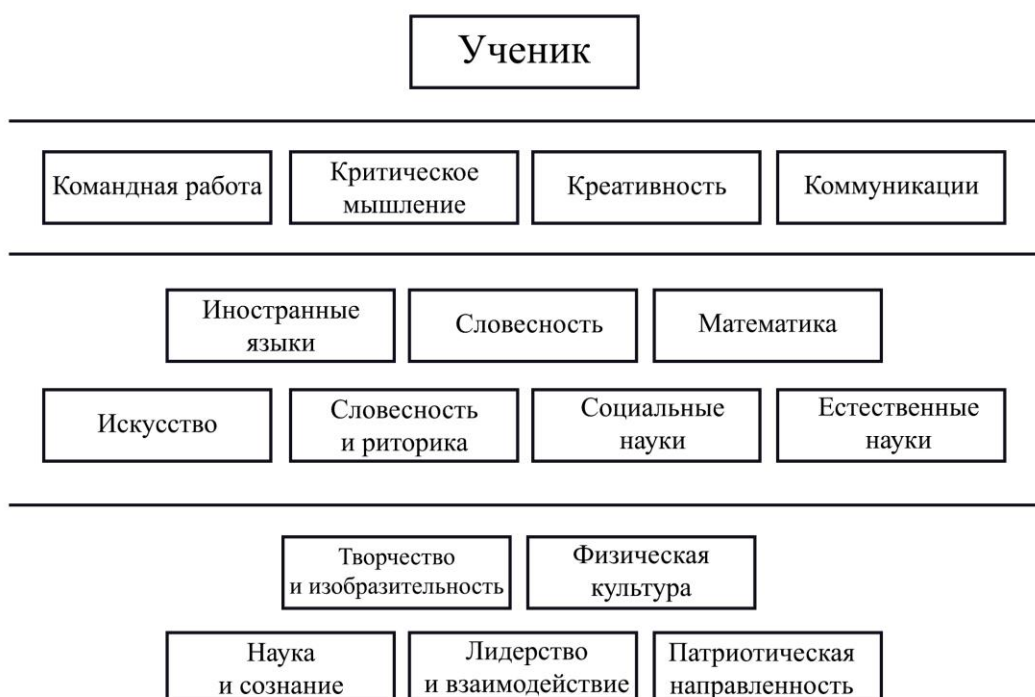 Ученик
Командная работа
Критическое
мышление
Креативность
Коммуникации
Иностранные
языки
Словесность
Математика
Искусство
Словесность
и риторика
Социальные
науки
Естественные
науки
Творчество
и изобразительность
Физическая
культура
Наука
и сознание
Лидерство
и взаимодействие
Патриотическая
направленность